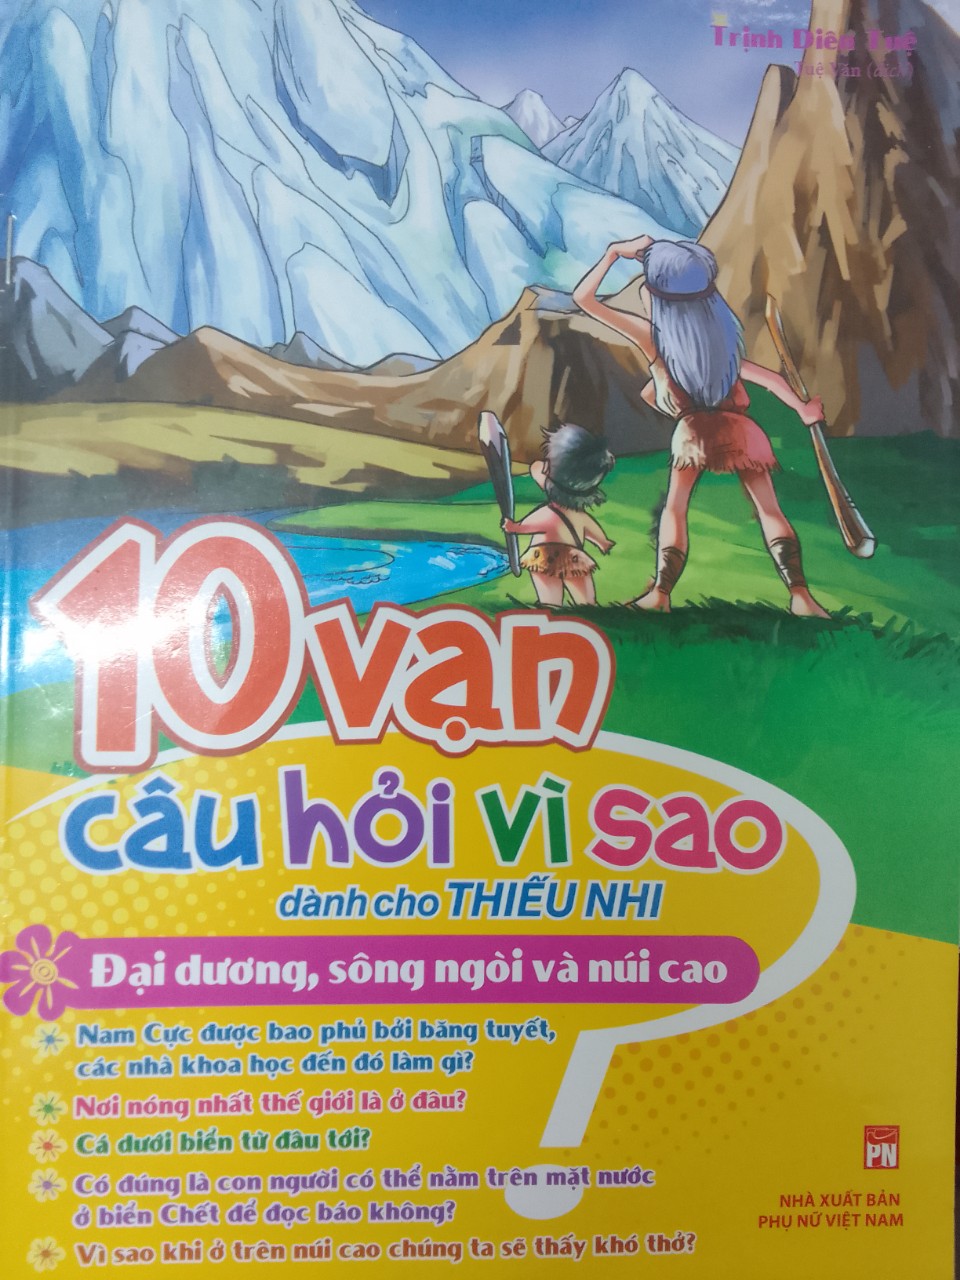 Trịnh Diên Tuệ
Tuệ Văn (dịch)
10 vạn
câu hỏi vì sao
dành cho THIẾU NHI
Đại dương, sông ngòi và núi cao
Nam Cực được bao phủ bởi băng tuyết,
các nhà khoa học đến đó làm gì?
Nơi nóng nhất thế giới là ở đâu?
Cá dưới biển từ đâu tới?
Có đúng là con người có thể nằm trên mặt nước
ở biển Chết để đọc báo không?
Vì sao khi ở trên núi cao chúng ta sẽ thấy khó thở?
PN
NHÀ XUẤT BẢN
PHỤ NỮ VIỆT NAM